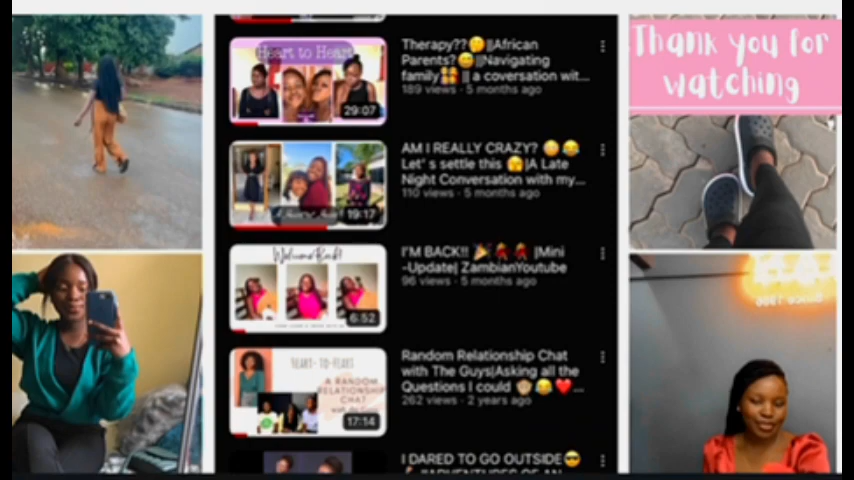 Heart to Heart
29:07
Therapy??🤔||African
Parents?😅||Navigating
family👨‍👩‍👧‍👦 || a coversation wit...
189 views · 5 months ago
19:17
AM I REALLY CRAZY? 😳😂
Let' s settle this 🫣|A Late
Night Conversation with my...
110 views · 5 months ago
Welcome Back!
6:52
I'M BACK!! 🎉💃💃 |Mini
-Update| ZambianYoutube
96 views · 5 months ago
HEART-TO-HEARTS
A RANDOM
RELATIONSHIP
CHAT
17:14
Random Relationship Chat
with The Guys|Asking all the
Questions I could 🙊😂❤️...
262 views · 2 years ago
I DARED TO GO OUTSIDE😎
Thank you for
watching